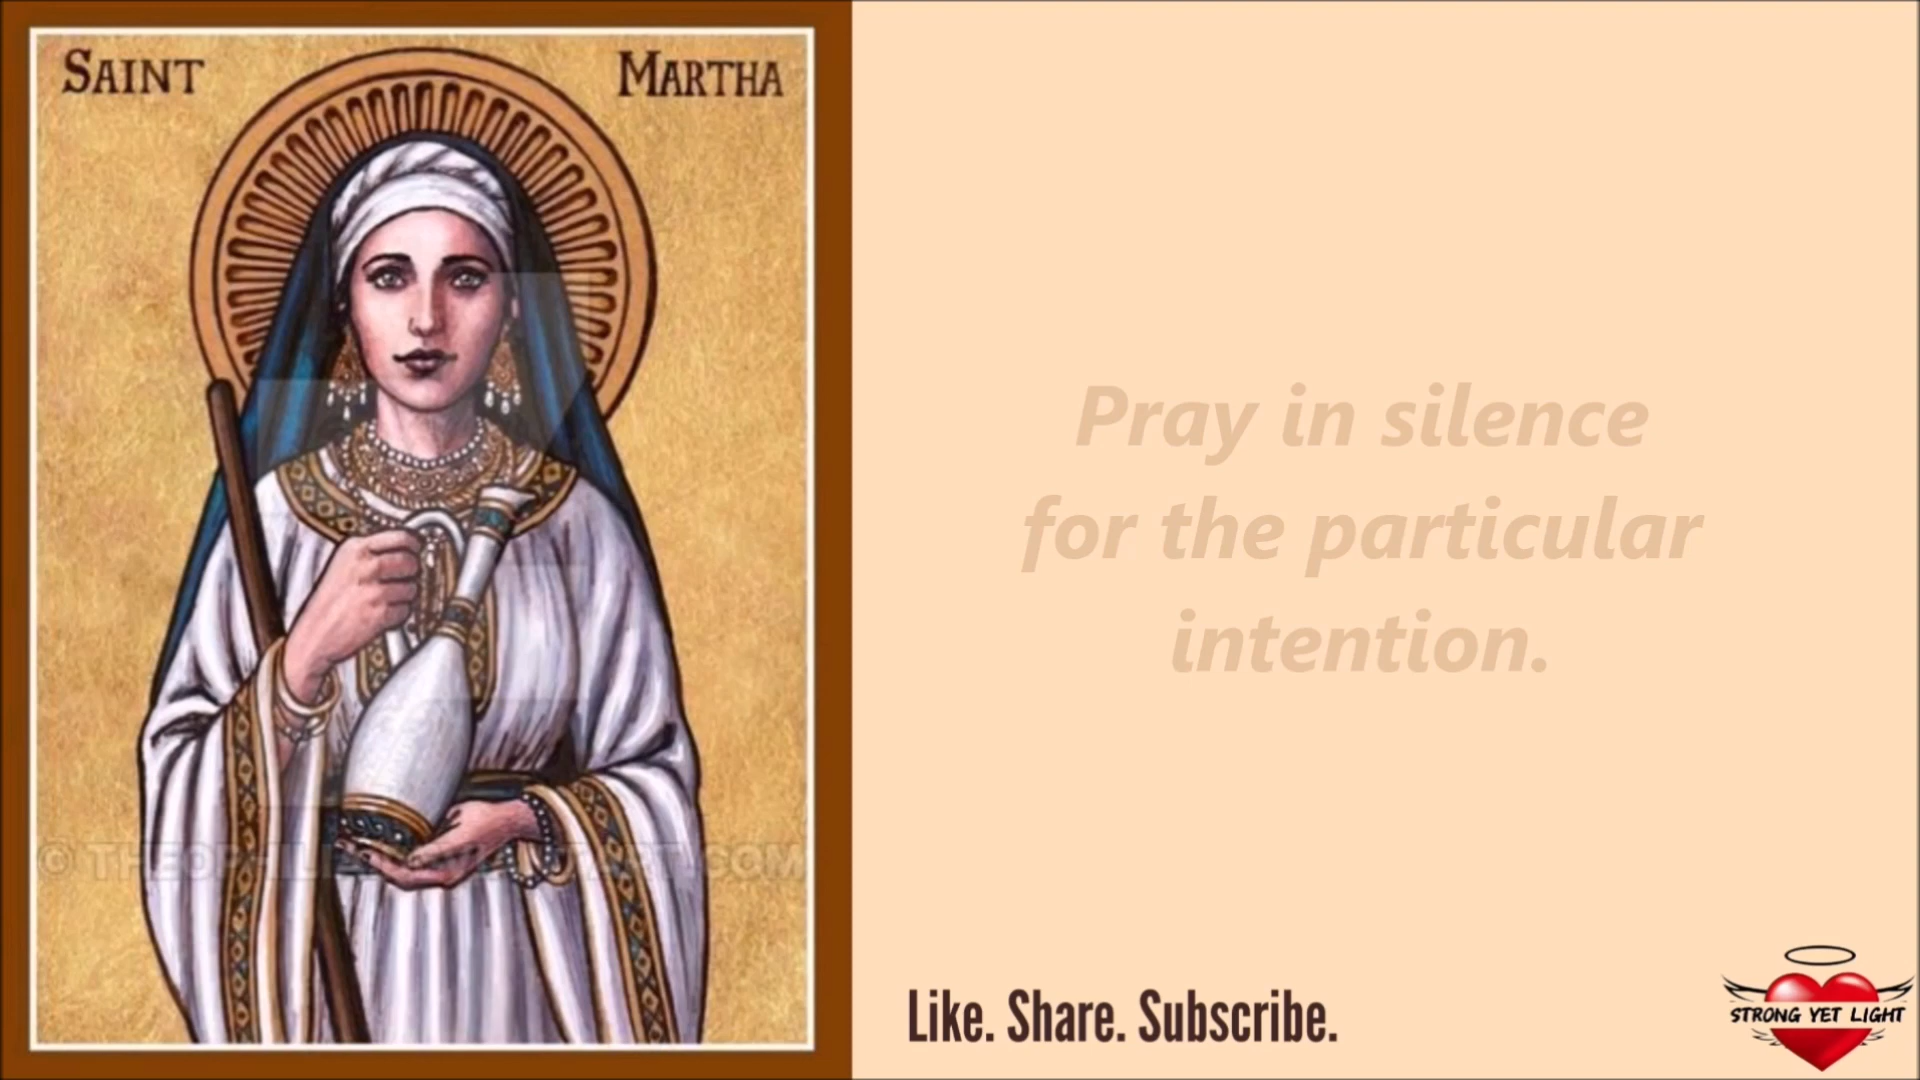 SAINT MARTHA
Pray in silence
for the particular
intention.
Like. Share. Subscribe.
STRONG YET LIGHT